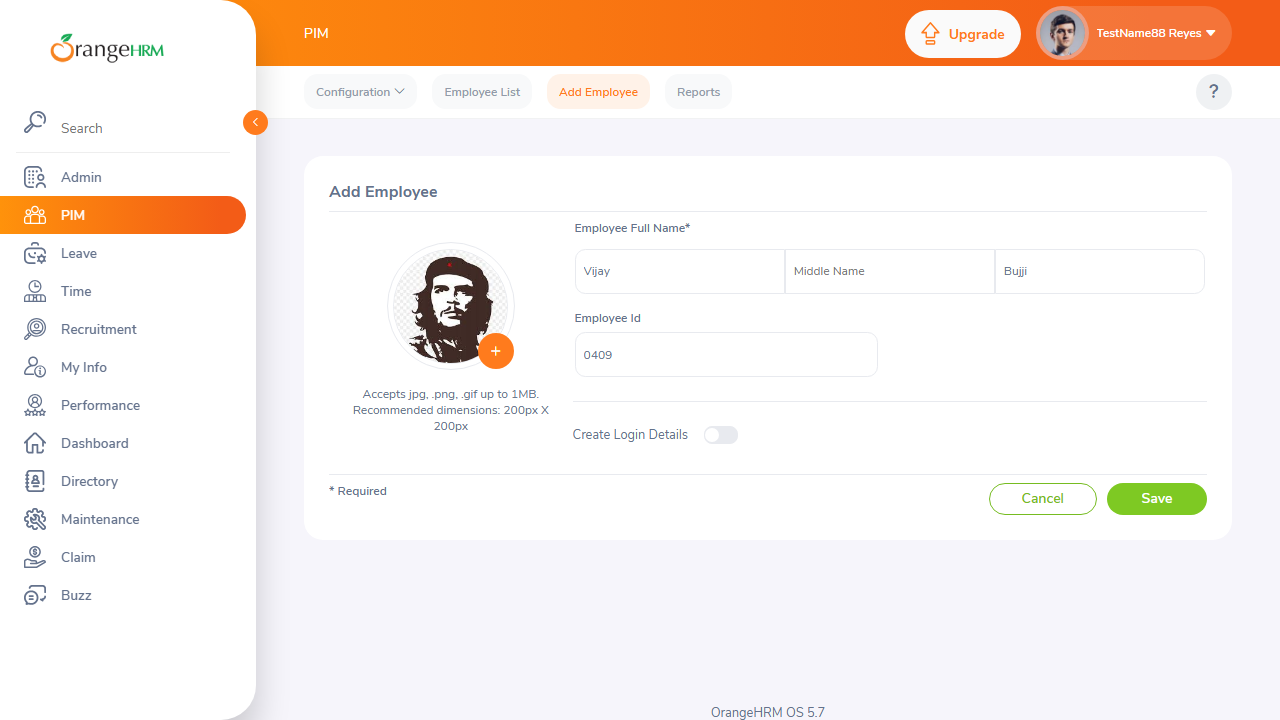 OrangeHRM
PIM
Upgrade
TestName88 Reyes
Configuration
Employee List
Add Employee
Reports
?
Search
Admin
PIM
Leave
Time
Recruitment
My Info
Performance
Dashboard
Directory
Maintenance
Claim
Buzz
Add Employee
Accepts jpg, .png, .gif up to 1MB.
Recommended dimensions: 200px X
200px
Employee Full Name*
Vijay
Middle Name
Bujji
Employee Id
0409
Create Login Details
* Required
Cancel
Save
OrangeHRM OS 5.7